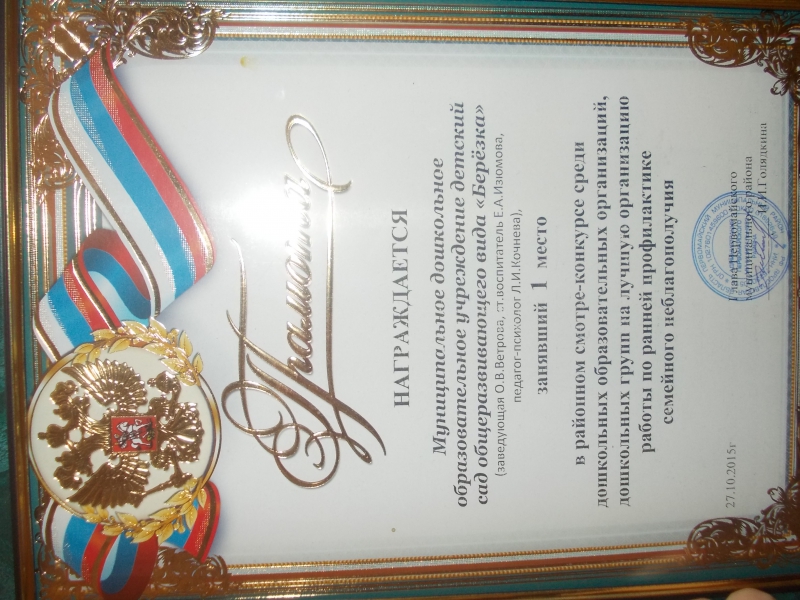 Грамота
НАГРАЖДАЕТСЯ
Муниципальное дошкольное
образовательное учреждение детский
сад общеразвивающего вида «Берёзка»
(заведующая О.В.Ветрова, ст.воспитатель Е.А.Изюмова,
педагог-психолог Л.И.Кочнева),
занявший 1 место
в районном смотре-конкурсе среди
дошкольных образовательных организаций,
дошкольных групп на лучшую организацию
работы по ранней профилактике
семейного неблагополучия
Глава Первомайского
муниципального района
И.И.Голядкина
27.10.2015г